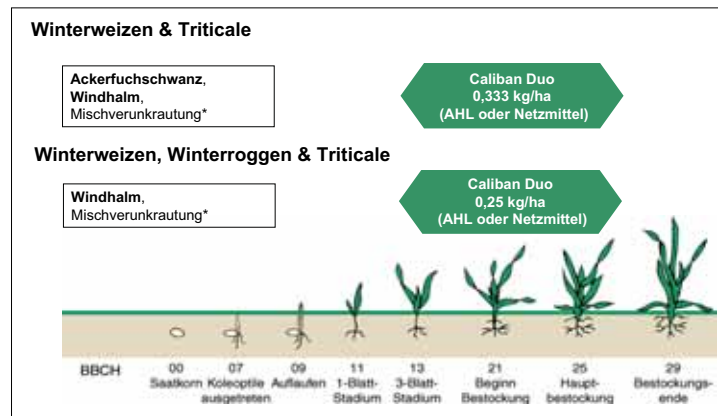 Winterweizen & Triticale
Ackerfuchschwanz,
Windhalm,
Mischverunkrautung*
Caliban Duo
0,333 kg/ha
(AHL oder Netzmittel)
Winterweizen, Winterroggen & Triticale
Windhalm,
Mischverunkrautung*
Caliban Duo
0,25 kg/ha
(AHL oder Netzmittel)
BBCH 00 07 09 11 13 21 25 29
Saatkorn Koleoptile Auflaufen 1-Blatt- 3-Blatt- Beginn Haupt- Bestockungs-
ausgetreten Stadium Stadium Bestockung bestockung ende